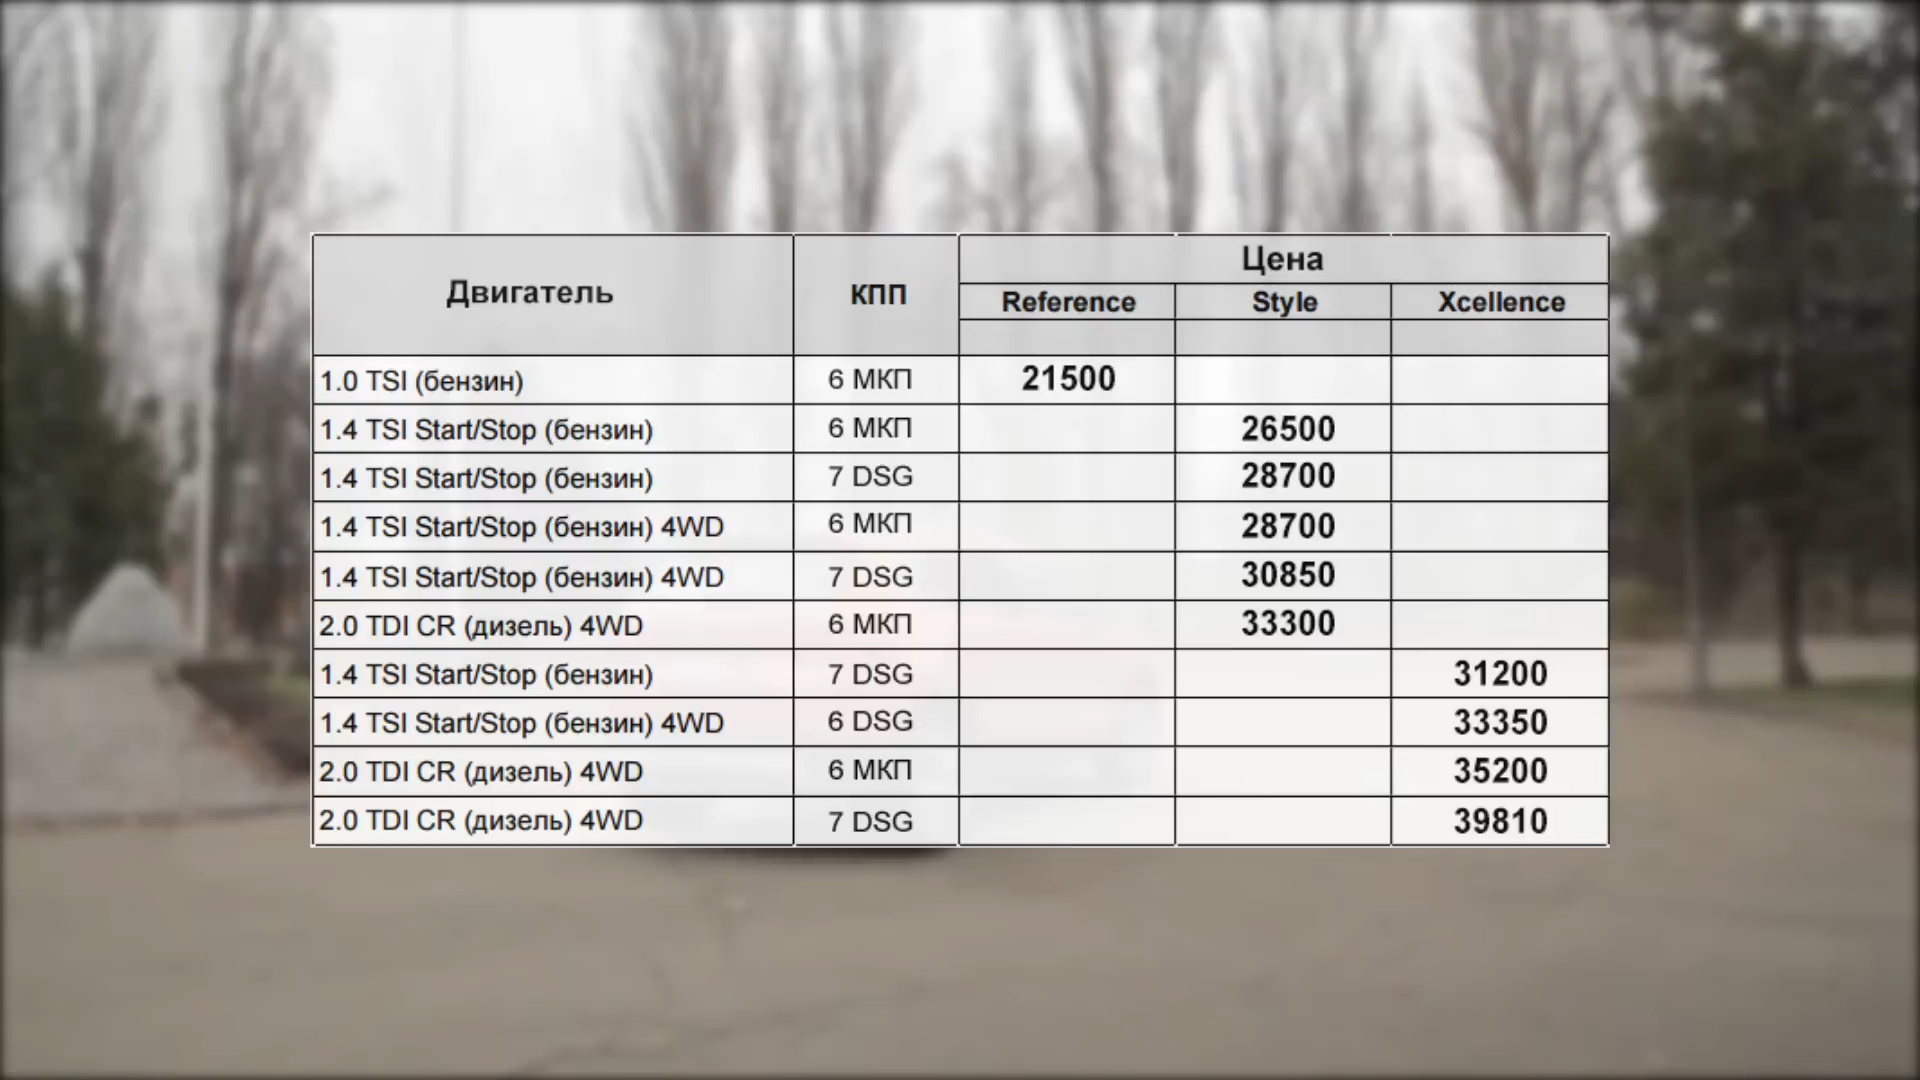 Двигатель КПП Цена
Reference Style Xcellence
1.0 TSI (бензин) 6 МКП 21500
1.4 TSI Start/Stop (бензин) 6 МКП 26500
1.4 TSI Start/Stop (бензин) 7 DSG 28700
1.4 TSI Start/Stop (бензин) 4WD 6 МКП 28700
1.4 TSI Start/Stop (бензин) 4WD 7 DSG 30850
2.0 TDI CR (дизель) 4WD 6 МКП 33300
1.4 TSI Start/Stop (бензин) 7 DSG 31200
1.4 TSI Start/Stop (бензин) 4WD 6 DSG 33350
2.0 TDI CR (дизель) 4WD 6 МКП 35200
2.0 TDI CR (дизель) 4WD 7 DSG 39810